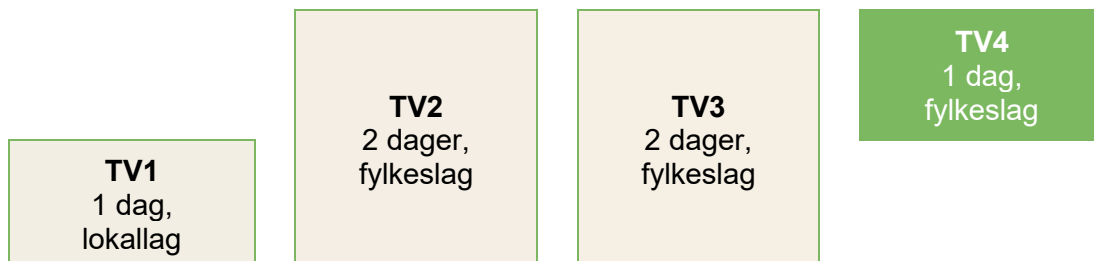 TV1
1 dag,
lokallag
TV2
2 dager,
fylkeslag
TV3
2 dager,
fylkeslag
TV4
1 dag,
fylkeslag